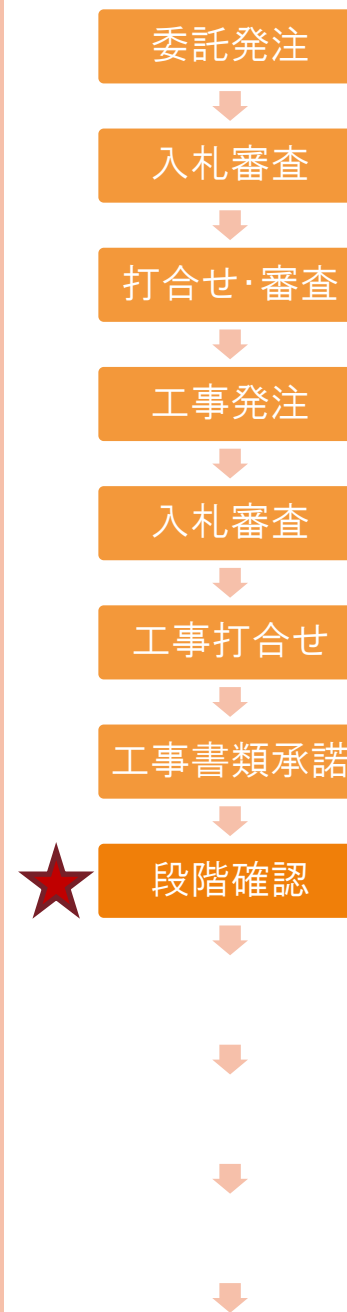 委託発注
入札審査
打合せ・審査
工事発注
入札審査
工事打合せ
工事書類承諾
段階確認